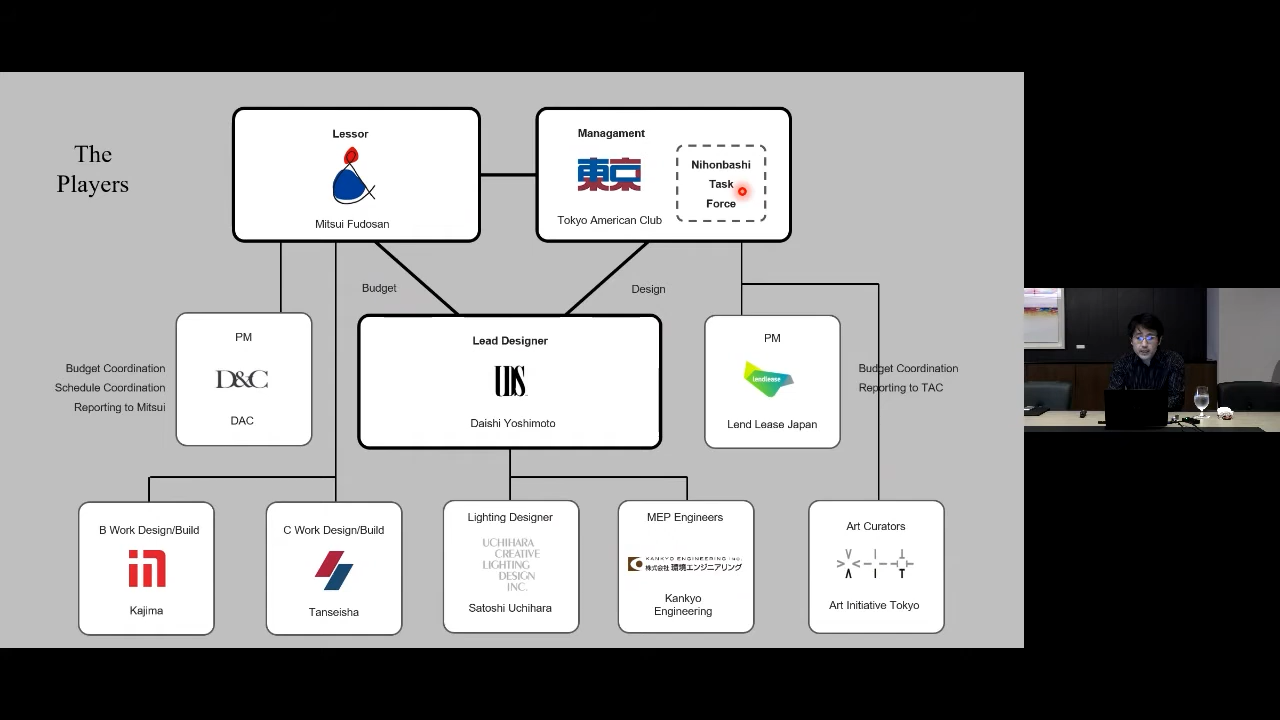 The
Players
Lessor
Mitsui Fudosan
Managament
東京
Tokyo American Club
Nihonbashi
Task
Force
Budget
Design
PM
D&C
DAC
Budget Coordination
Schedule Coordination
Reporting to Mitsui
Lead Designer
UDS
Daishi Yoshimoto
PM
lendlease
Lend Lease Japan
Budget Coordination
Reporting to TAC
B Work Design/Build
Kajima
C Work Design/Build
Tanseisha
Lighting Designer
UCHIHARA
CREATIVE
LIGHTING
DESIGN
INC.
Satoshi Uchihara
MEP Engineers
KANKYO ENGINEERING Inc.
株式会社 環境エンジニアリング
Kankyo
Engineering
Art Curators
Art Initiative Tokyo